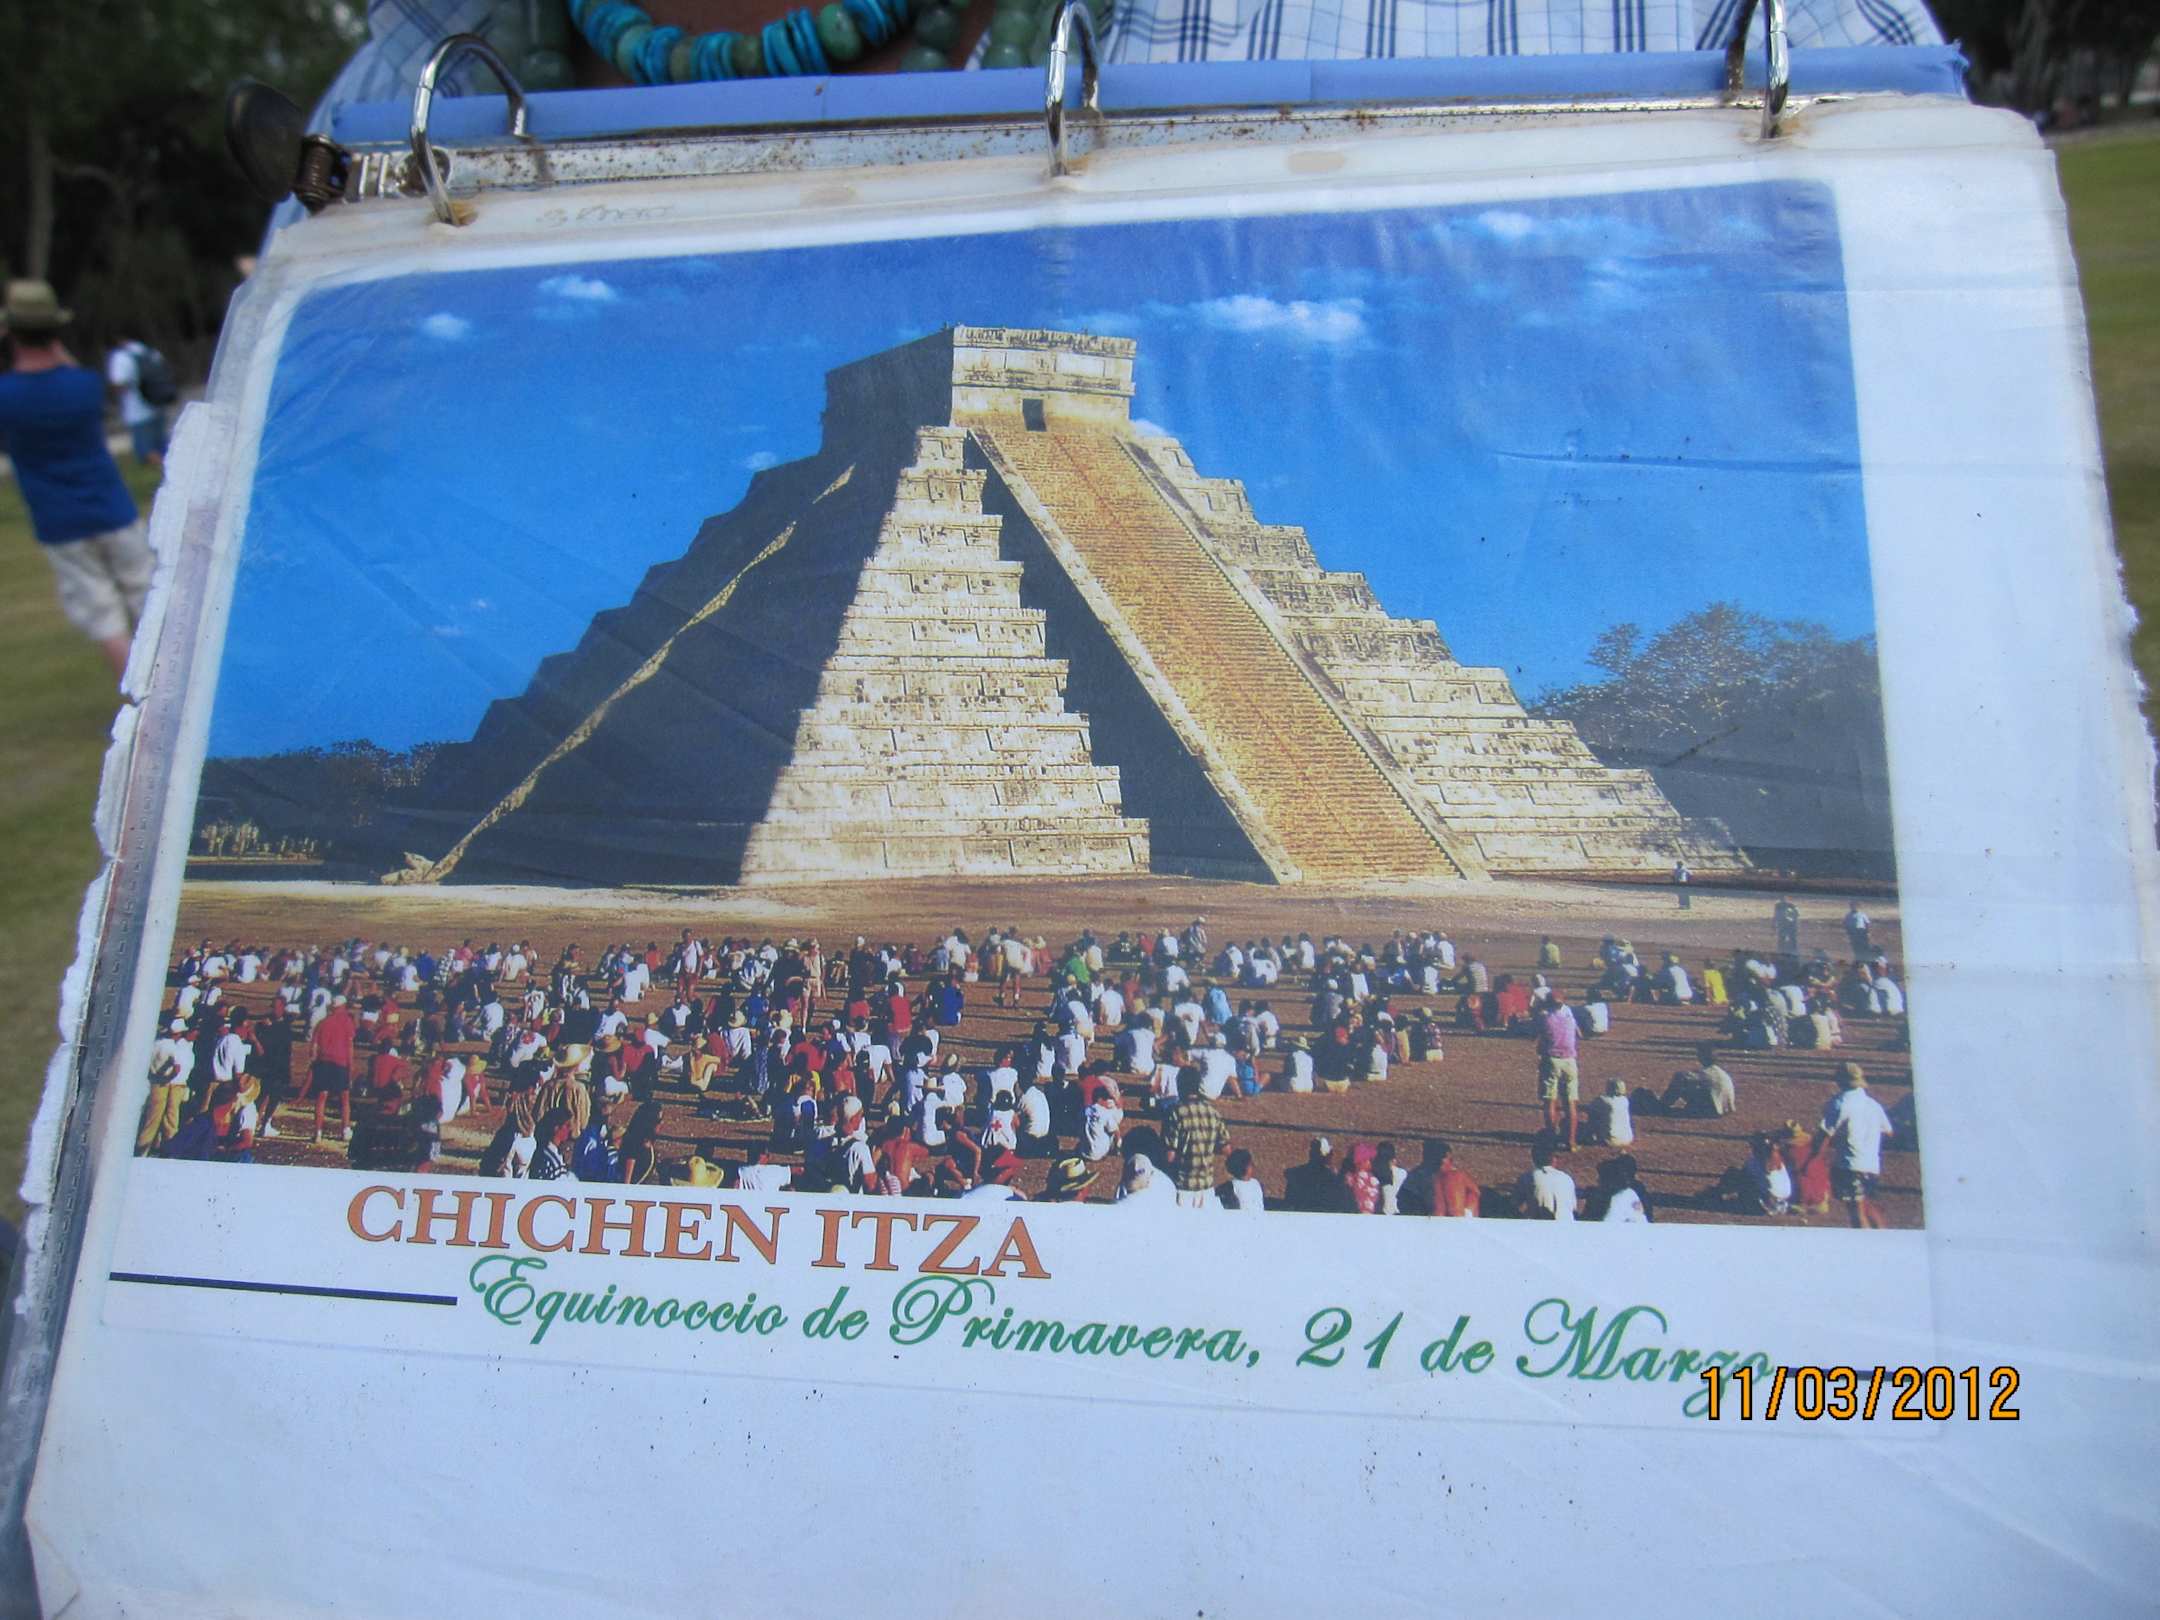 CHICHEN ITZA
Equinoccio de Primavera, 21 de Marzo
11/03/2012